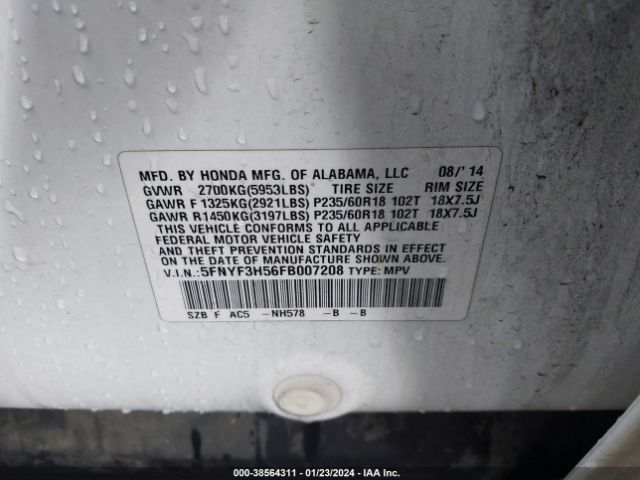 MFD. BY HONDA MFG. OF ALABAMA, LLC 08/'14
GVWR 2700KG(5953LBS) TIRE SIZE RIM SIZE
GAWR F 1325KG(2921LBS) P235/60R18 102T 18X7.5J
GAWR R1450KG(3197LBS) P235/60R18 102T 18X7.5J
THIS VEHICLE CONFORMS TO ALL APPLICABLE
FEDERAL MOTOR VEHICLE SAFETY
AND THEFT PREVENTION STANDARDS IN EFFECT
ON THE DATE OF MANUFACTURE SHOWN ABOVE.
V.I.N.:5FNYF3H56FB007208 TYPE: MPV
SZB F AC5 -NH578 -B -B
000-38564311 - 01/23/2024 - IAA Inc.